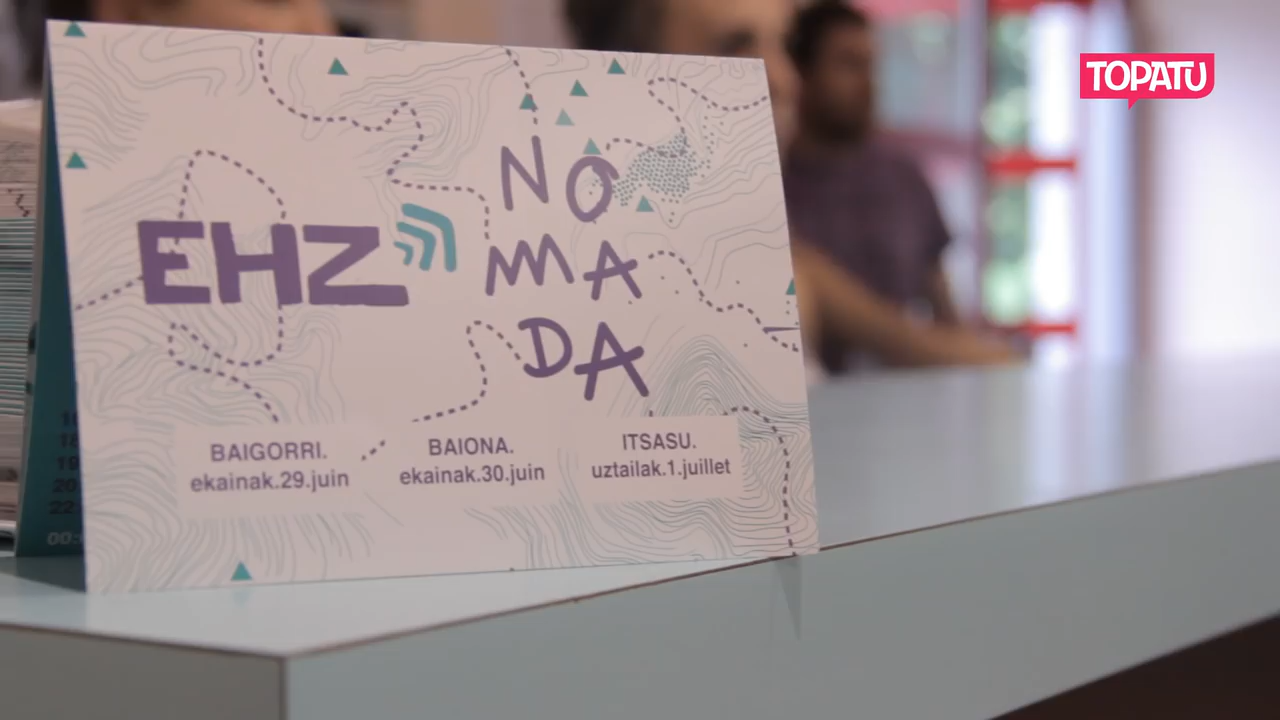 TOPATU
EHZ
NO
MA
DA
BAIGORRI.
ekainak.29.juin
BAIONA.
ekainak.30.juin
ITSASU.
uztailak.1.juillet